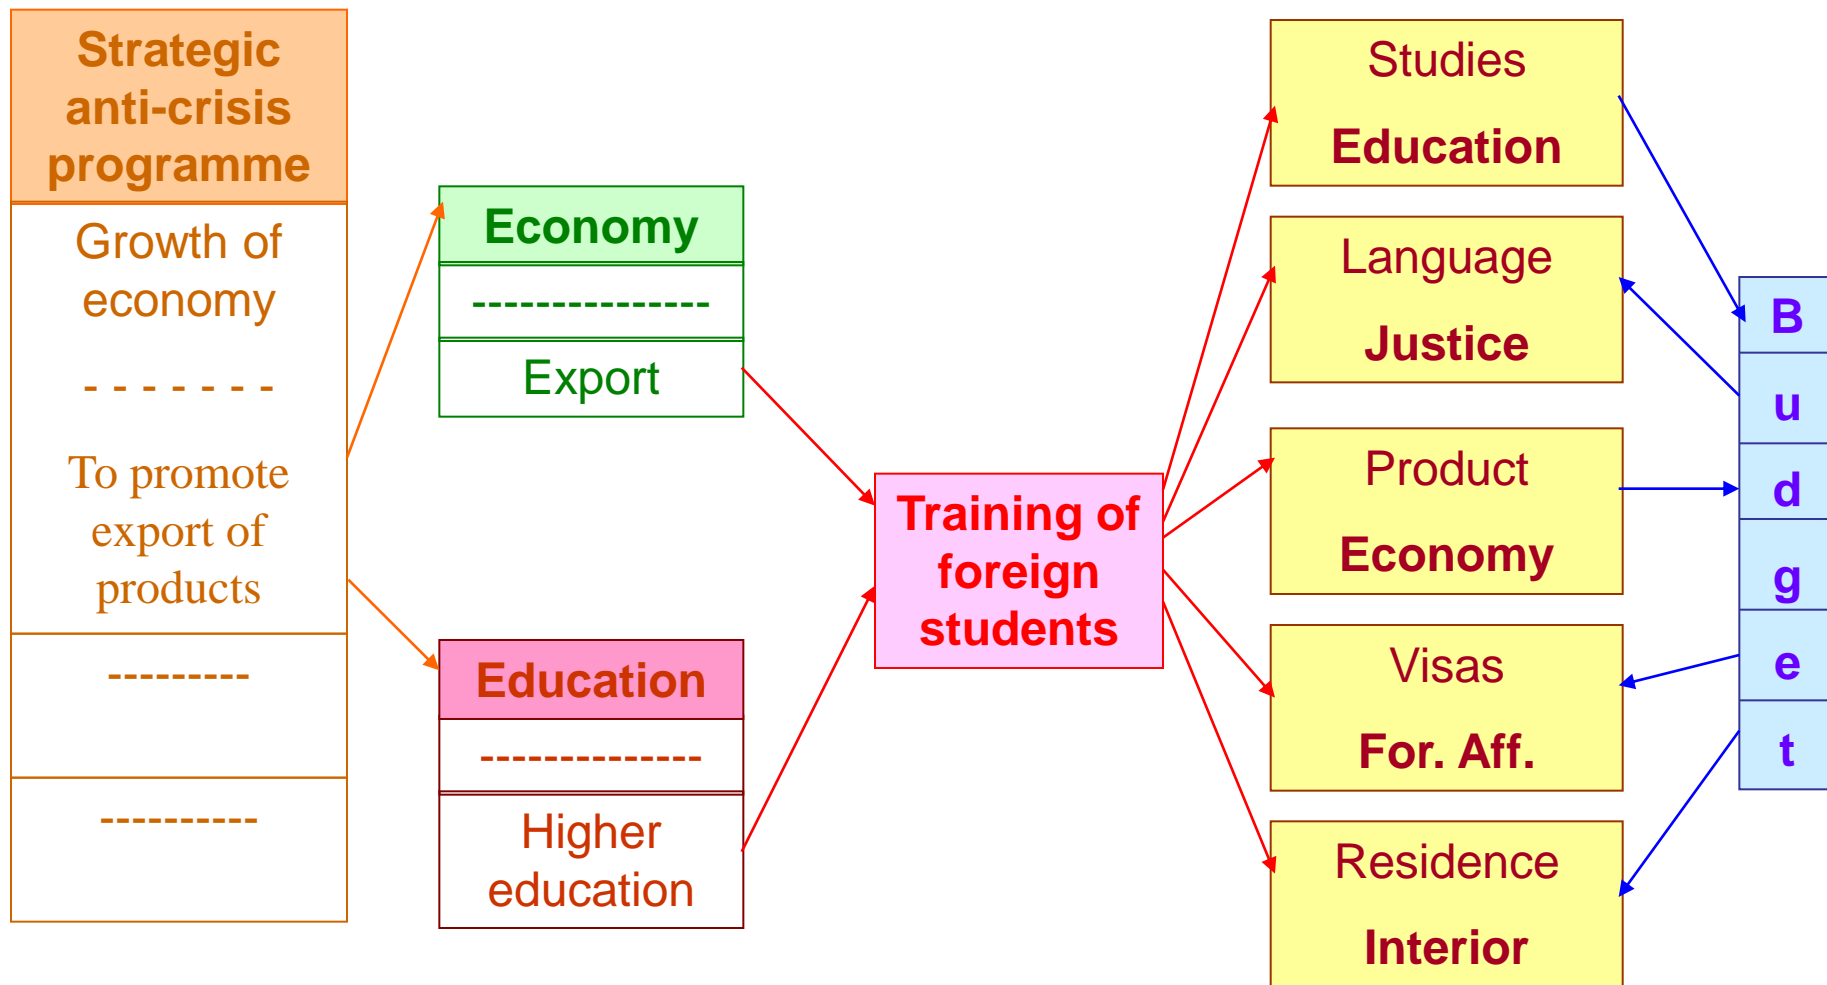 Strategic
anti-crisis
programme
Growth of
economy
- - - - - - -
To promote
export of
products
---------
----------
Economy
---------------
Export
Education
--------------
Higher
education
Training of
foreign
students
Studies
Education
Language
Justice
Product
Economy
Visas
For. Aff.
Residence
Interior
B
u
d
g
e
t